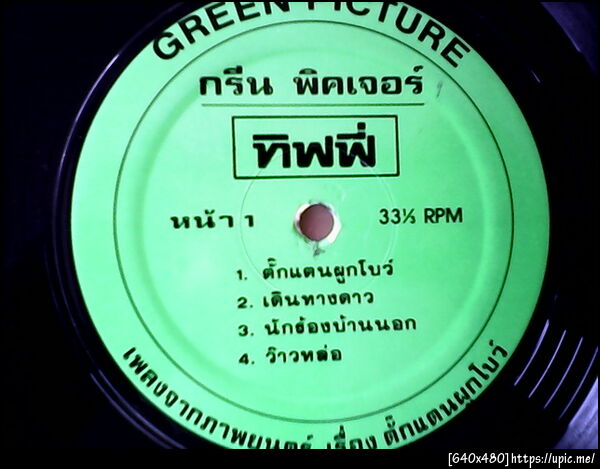 GREEN PICTURE
กรีน พิคเจอร์
ทิฟฟี่
หน้า 1
33⅓ RPM
1. ตั๊กแตนผูกโบว์
2. เดินทางดาว
3. นักร้องบ้านนอก
4. ว๊าวหล่อ
เพลงจากภาพยนตร์ เรื่อง ตั๊กแตนผูกโบว์
[640x480]https://upic.me/